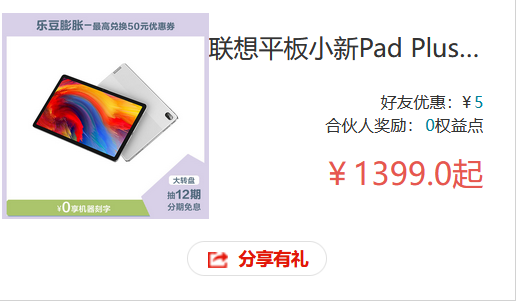 乐豆膨胀—最高兑换50元优惠券
联想平板小新Pad Plus...
好友优惠：¥ 5
合伙人奖励： 0权益点
大转盘
抽12期
分期免息
¥0享机器刻字
¥ 1399.0起
分享有礼